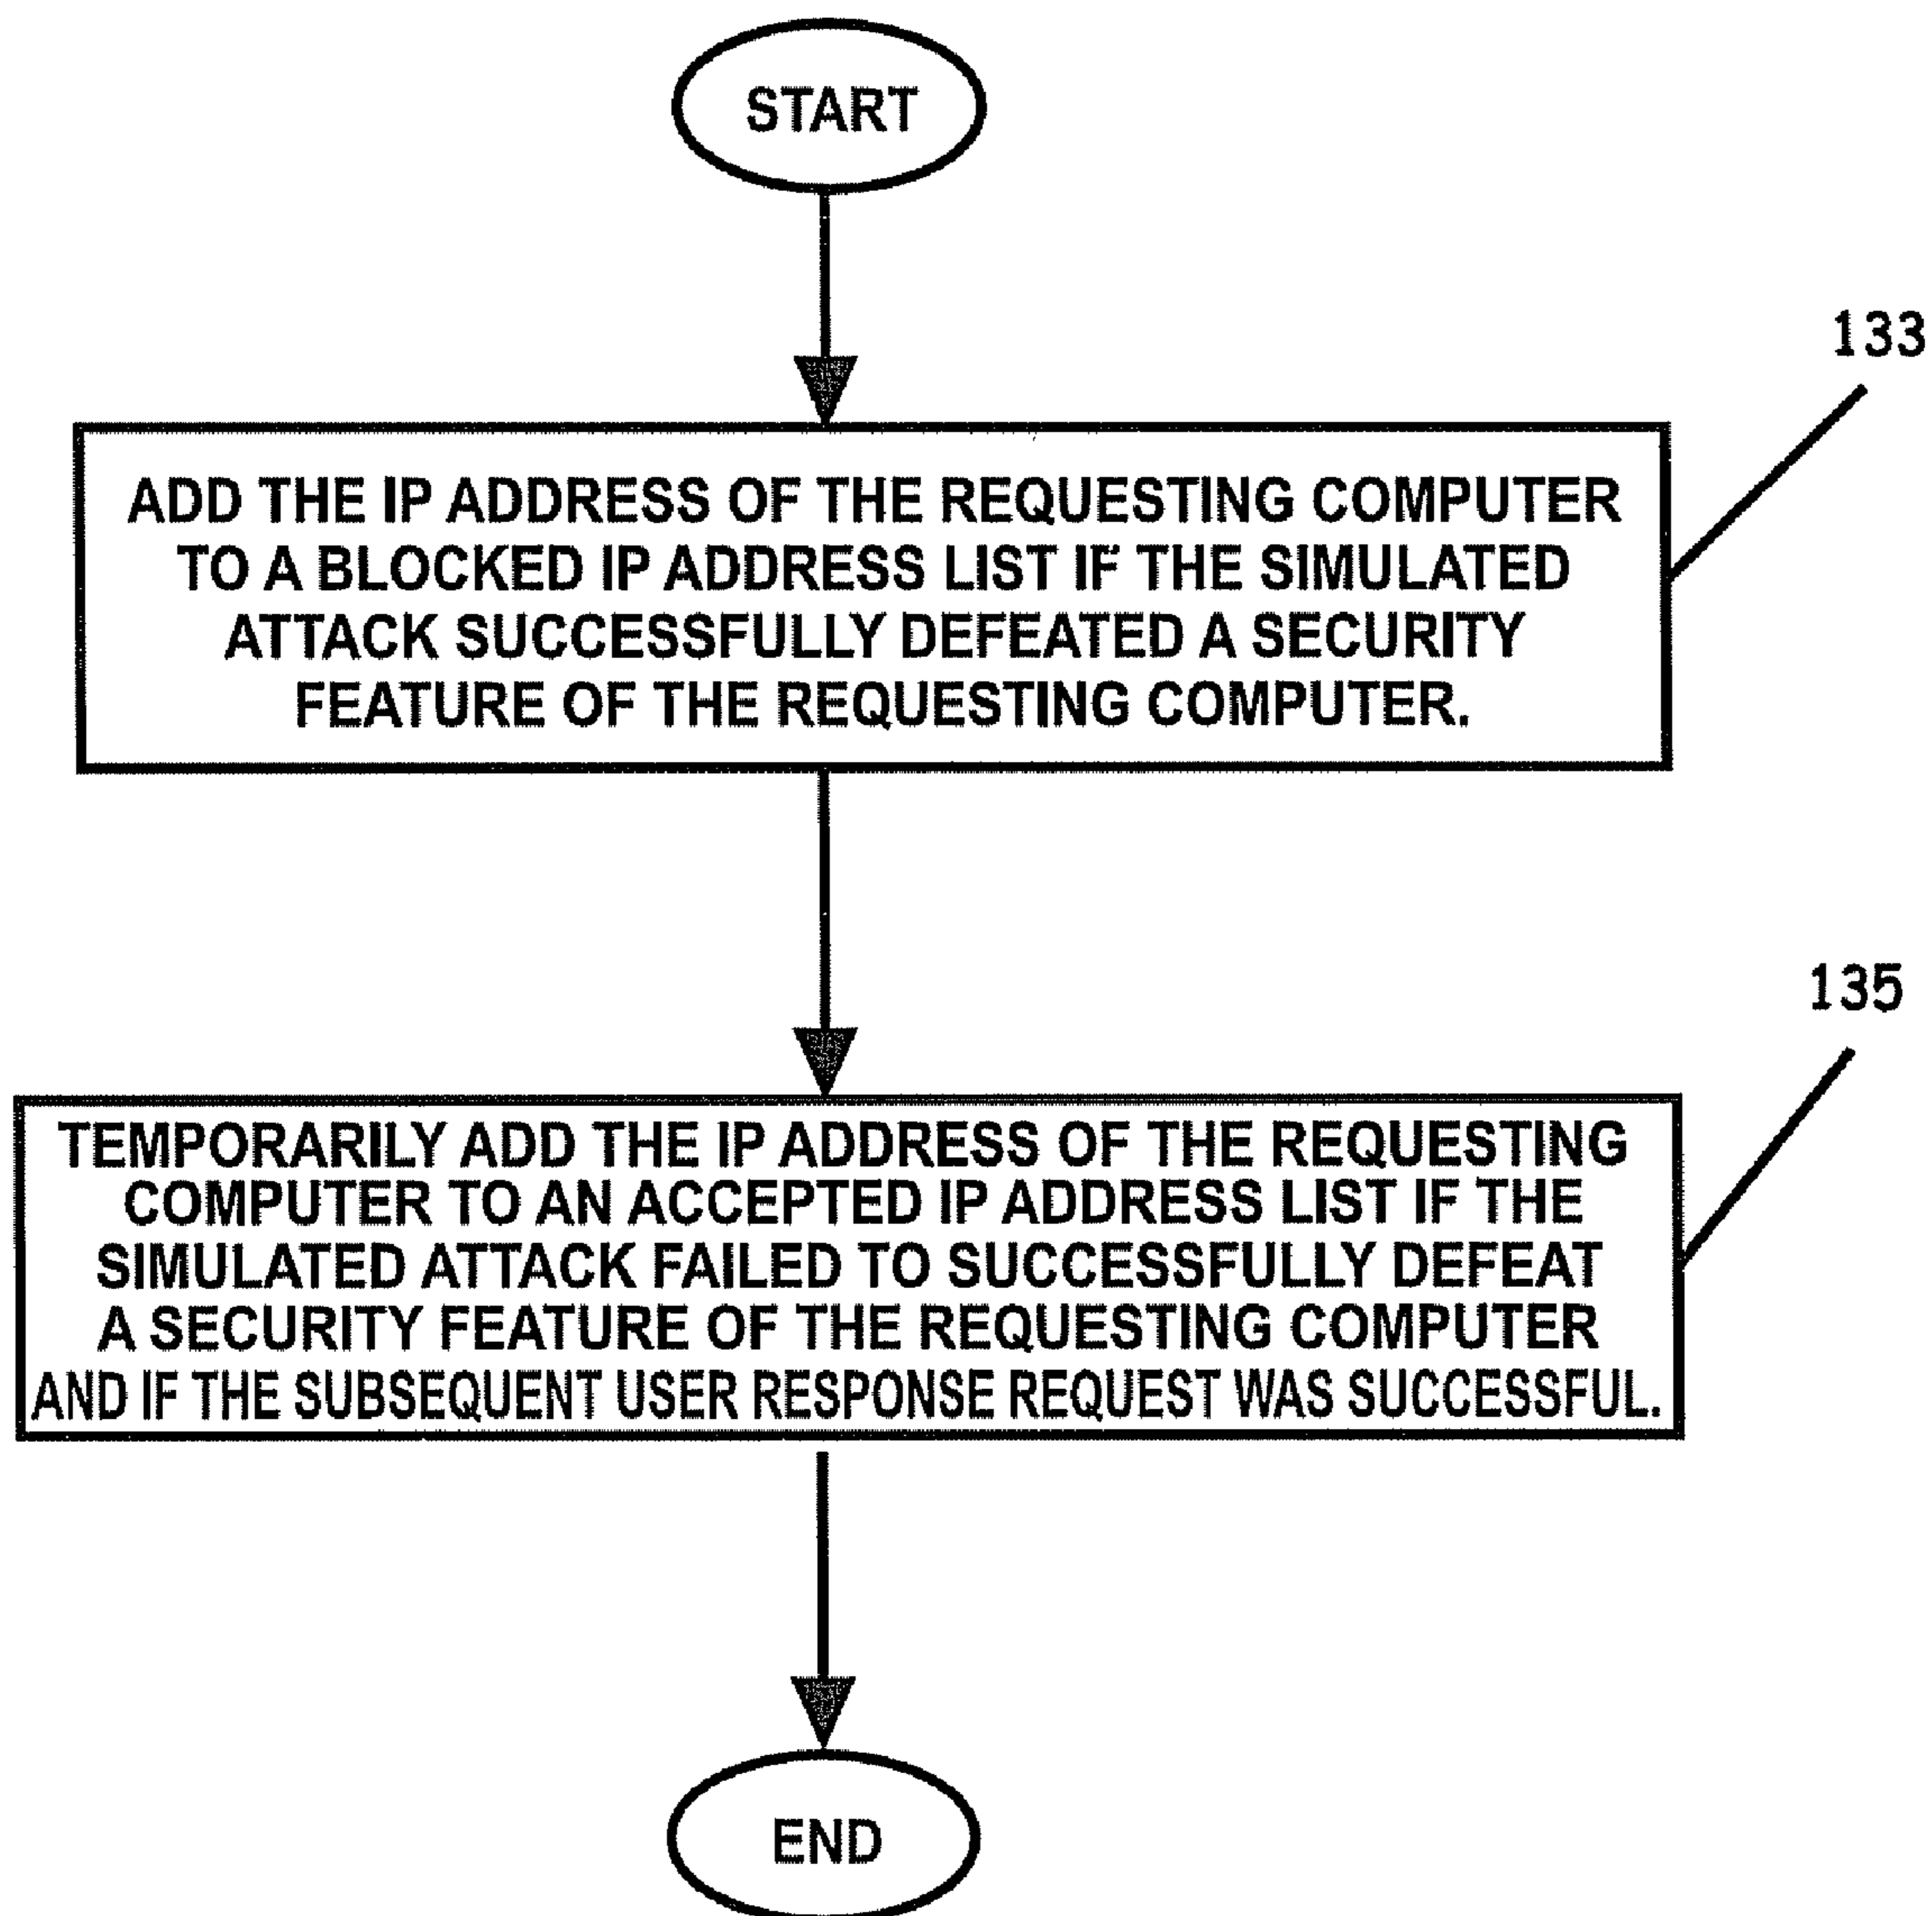 START
133
ADD THE IP ADDRESS OF THE REQUESTING COMPUTER
TO A BLOCKED IP ADDRESS LIST IF THE SIMULATED
ATTACK SUCCESSFULLY DEFEATED A SECURITY
FEATURE OF THE REQUESTING COMPUTER.
135
TEMPORARILY ADD THE IP ADDRESS OF THE REQUESTING
COMPUTER TO AN ACCEPTED IP ADDRESS LIST IF THE
SIMULATED ATTACK FAILED TO SUCCESSFULLY DEFEAT
A SECURITY FEATURE OF THE REQUESTING COMPUTER
AND IF THE SUBSEQUENT USER RESPONSE REQUEST WAS SUCCESSFUL.
END